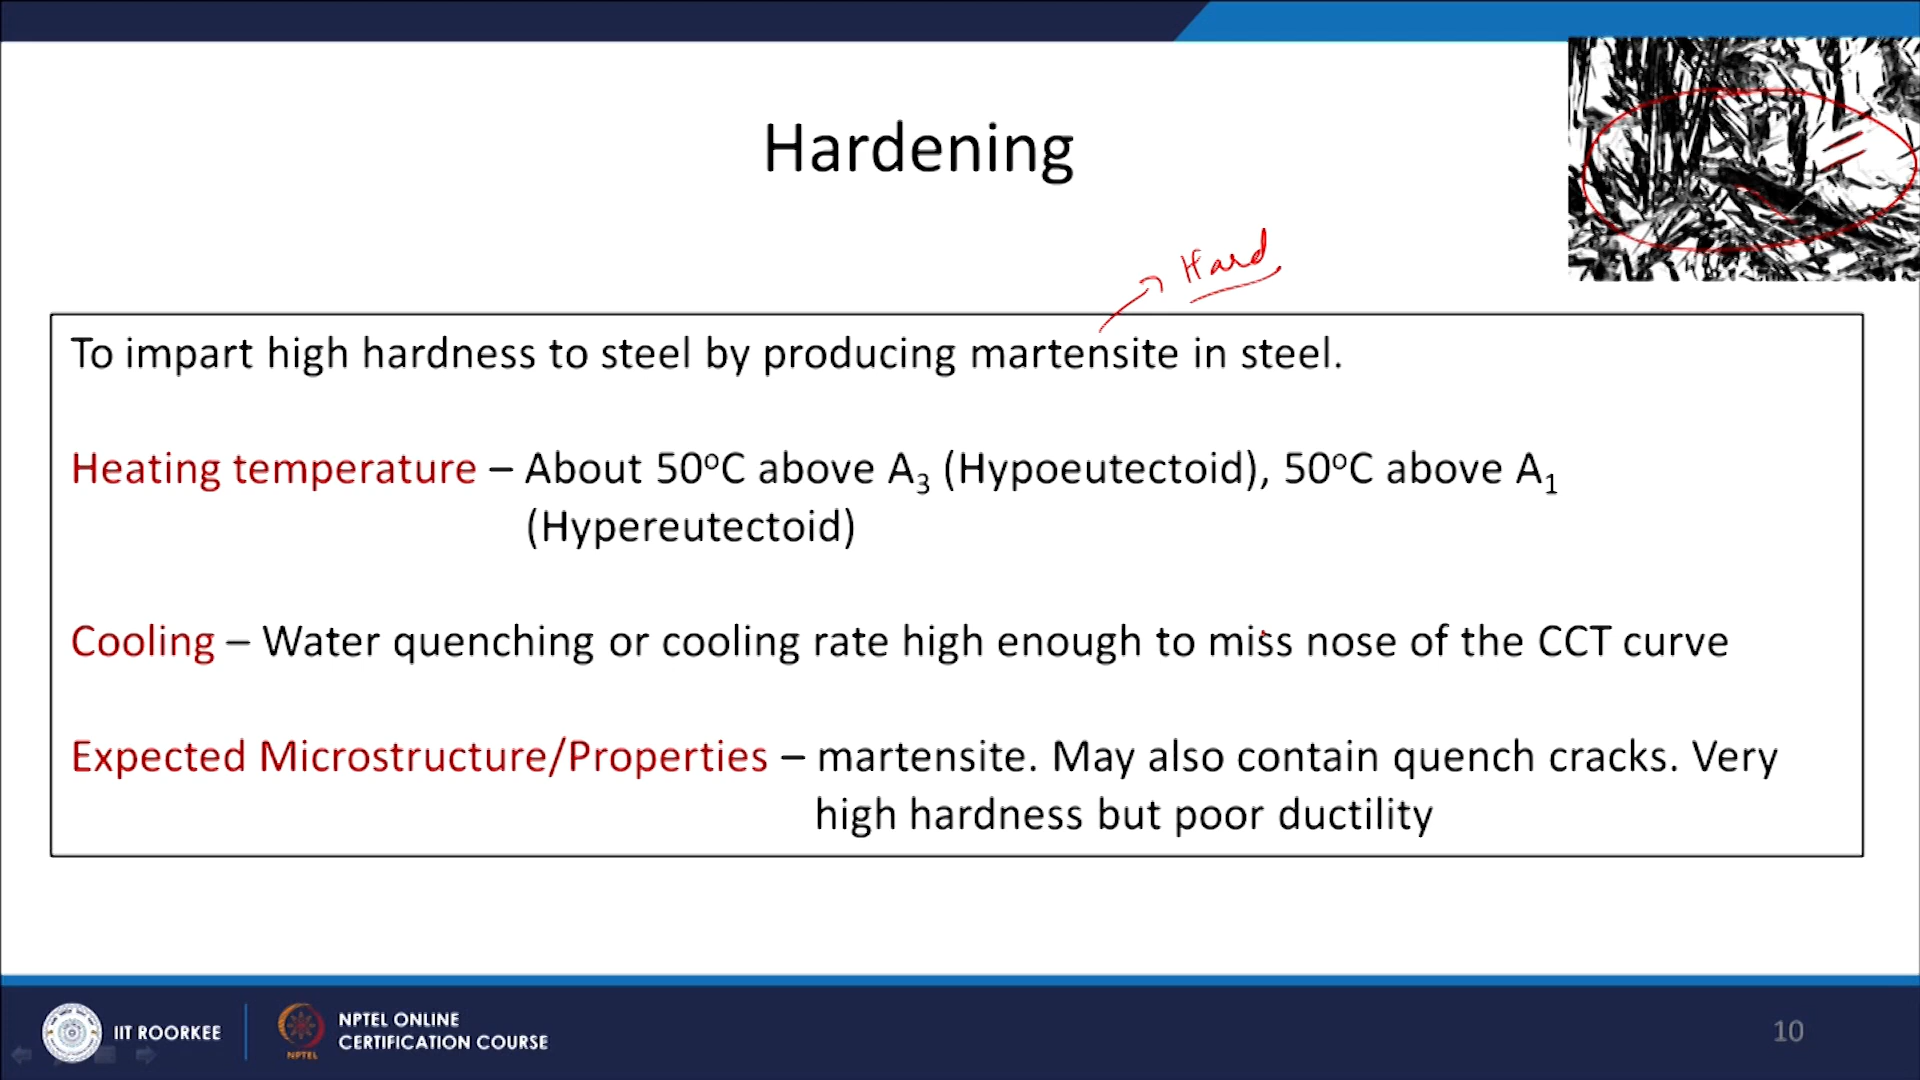 Hardening
Hard
To impart high hardness to steel by producing martensite in steel.
Heating temperature – About 50oC above A3 (Hypoeutectoid), 50oC above A1
(Hypereutectoid)
Cooling – Water quenching or cooling rate high enough to miss nose of the CCT curve
Expected Microstructure/Properties – martensite. May also contain quench cracks. Very
high hardness but poor ductility
IIT ROORKEE
NPTEL
NPTEL ONLINE
CERTIFICATION COURSE
10